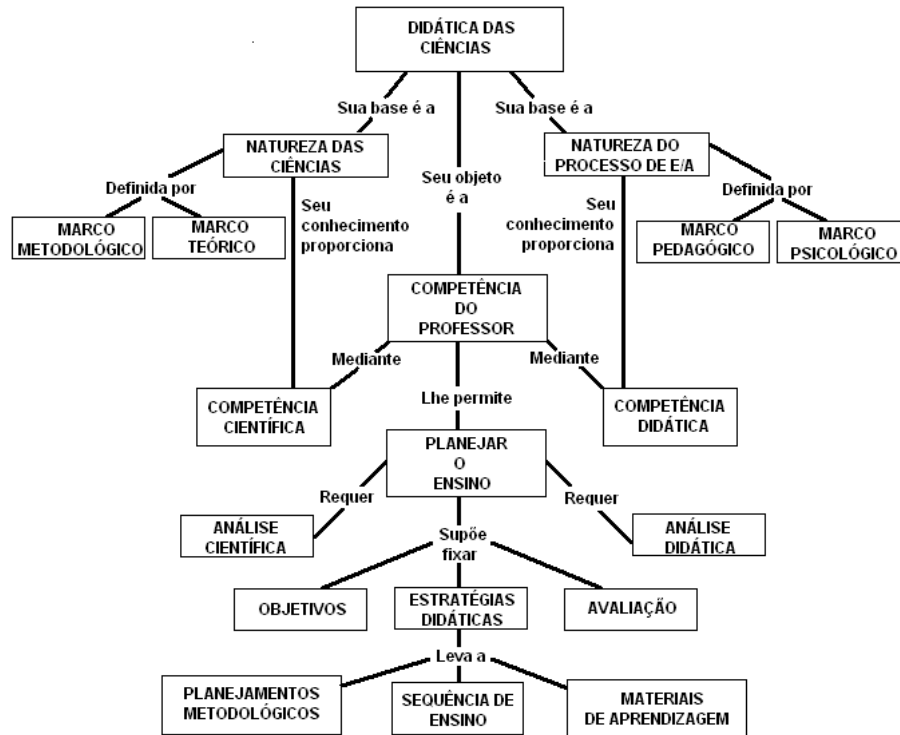 DIDÁTICA DAS
CIÊNCIAS
Sua base é a
Sua base é a
NATUREZA DAS
CIÊNCIAS
Seu objeto
é a
NATUREZA DO
PROCESSO DE E/A
Definida por
Definida por
MARCO
METODOLÓGICO
MARCO
TEÓRICO
Seu
conhecimento
proporciona
Seu
conhecimento
proporciona
MARCO
PEDAGÓGICO
MARCO
PSICOLÓGICO
COMPETÊNCIA
DO
PROFESSOR
Mediante
Mediante
COMPETÊNCIA
CIENTÍFICA
Lhe permite
COMPETÊNCIA
DIDÁTICA
PLANEJAR
O
ENSINO
Requer
Requer
ANÁLISE
CIENTÍFICA
ANÁLISE
DIDÁTICA
Supõe
fixar
OBJETIVOS
ESTRATÉGIAS
DIDÁTICAS
AVALIAÇÃO
Leva a
PLANEJAMENTOS
METODOLÓGICOS
SEQUÊNCIA DE
ENSINO
MATERIAIS
DE APRENDIZAGEM